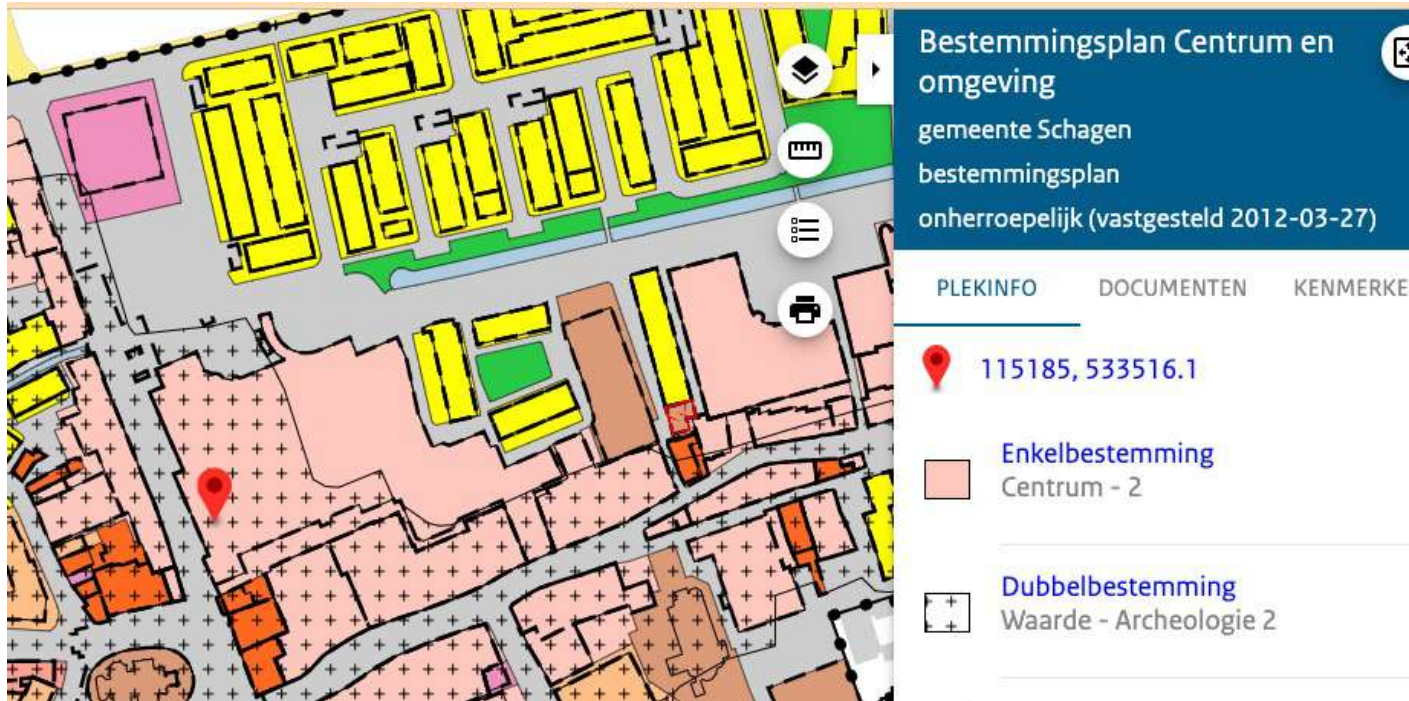 Bestemmingsplan Centrum en
omgeving
gemeente Schagen
bestemmingsplan
onherroepelijk (vastgesteld 2012-03-27)
PLEKINFO DOCUMENTEN KENMERKE
115185, 533516.1
Enkelbestemming
Centrum - 2
Dubbelbestemming
Waarde - Archeologie 2